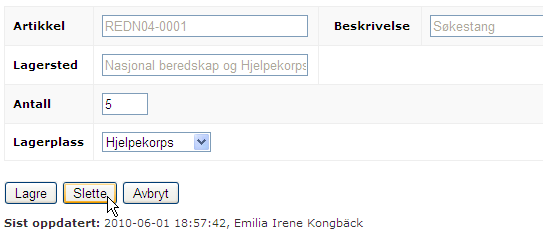 Artikkel REDN04-0001 Beskrivelse Søkestang
Lagersted Nasjonal beredskap og Hjelpekorps
Antall 5
Lagerplass Hjelpekorps
Lagre Slette Avbryt
Sist oppdatert: 2010-06-01 18:57:42, Emilia Irene Kongbäck